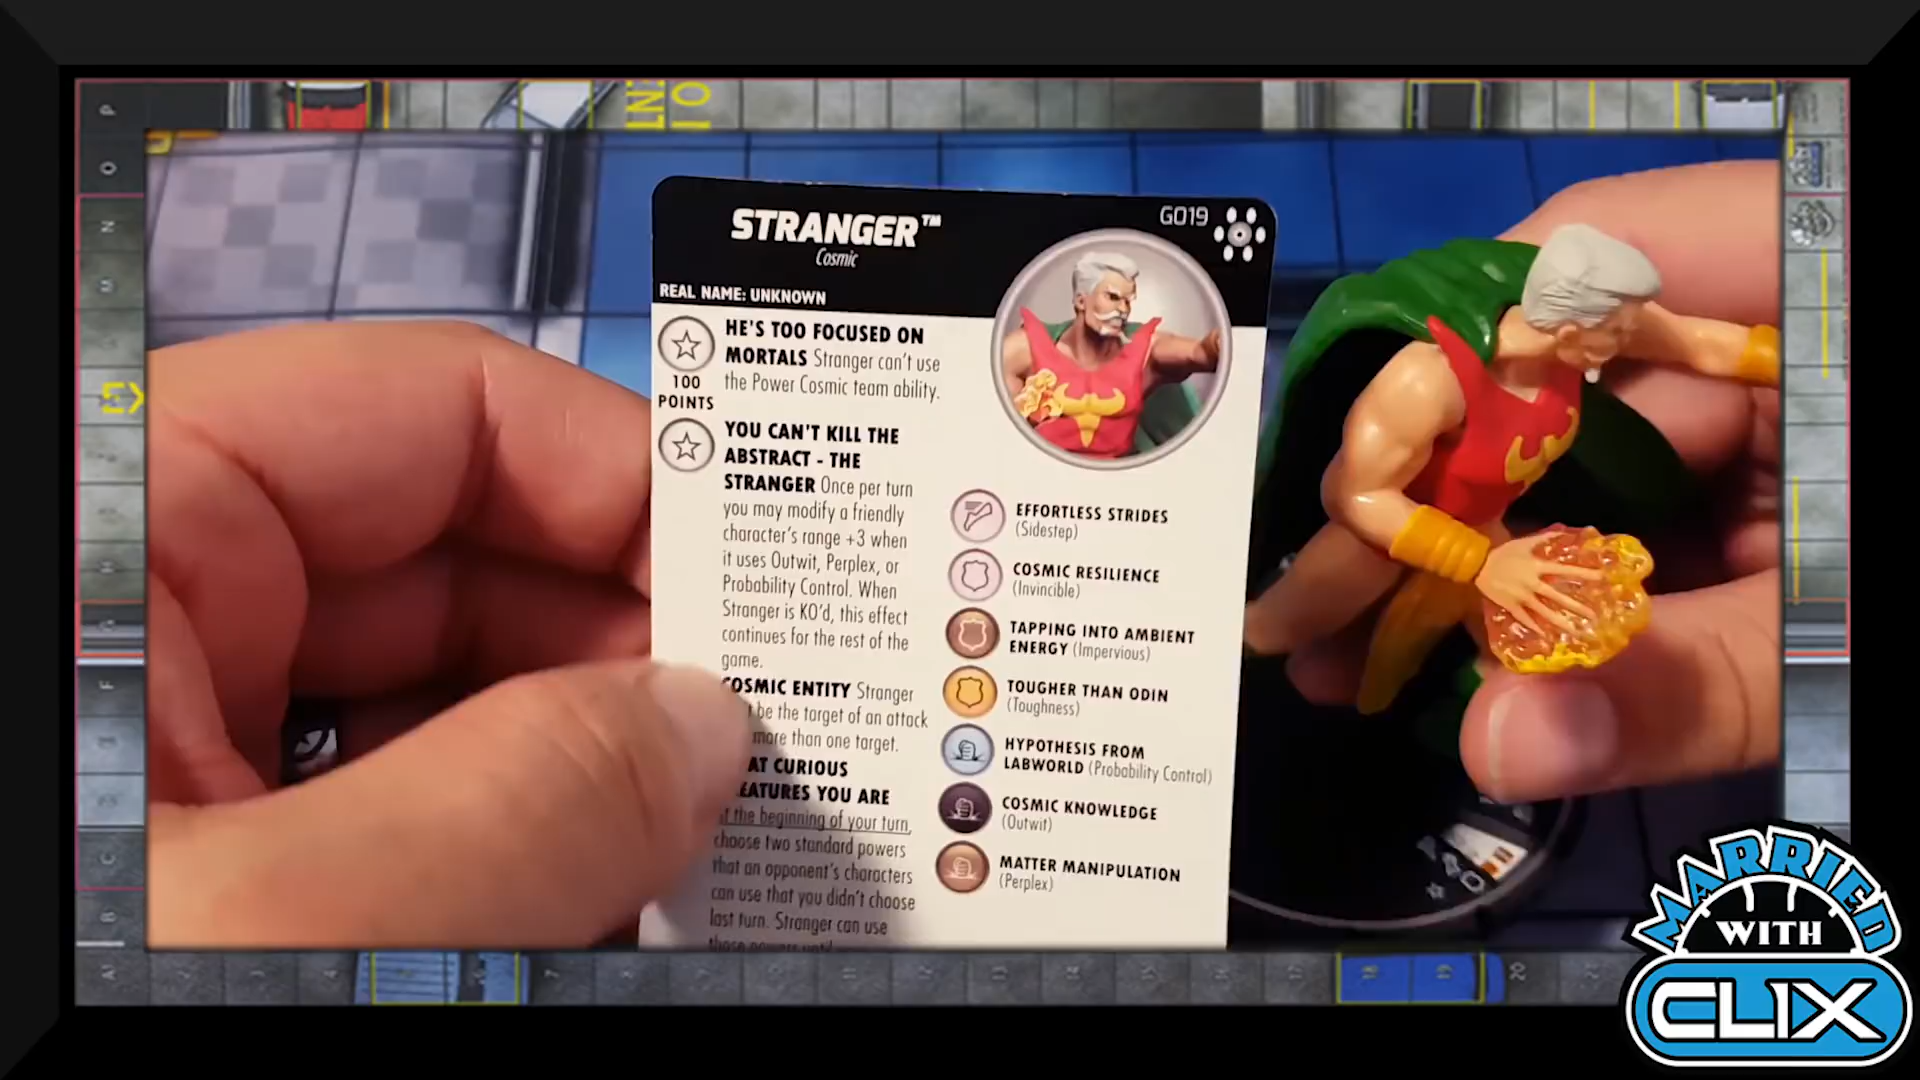 STRANGER™
Cosmic
G019
REAL NAME: UNKNOWN
HE'S TOO FOCUSED ON
MORTALS Stranger can't use
the Power Cosmic team ability.
100
POINTS
YOU CAN'T KILL THE
ABSTRACT - THE
STRANGER Once per turn
you may modify a friendly
character's range +3 when
it uses Outwit, Perplex, or
Probability Control. When
Stranger is KO'd, this effect
continues for the rest of the
game.
COSMIC ENTITY Stranger
be the target of an attack
more than one target.
CURIOUS
YOU ARE
the beginning of your turn,
choose two standard powers
that an opponent's characters
can use that you didn't choose
last turn. Stranger can use
those powers until
EFFORTLESS STRIDES
(Sidestep)
COSMIC RESILIENCE
(Invincible)
TAPPING INTO AMBIENT
ENERGY (Impervious)
TOUGHER THAN ODIN
(Toughness)
HYPOTHESIS FROM
LABWORLD (Probability Control)
COSMIC KNOWLEDGE
(Outwit)
MATTER MANIPULATION
(Perplex)
MARRIED
WITH
CLIX